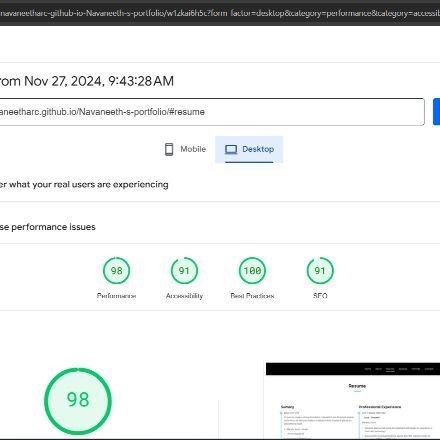 navaneetharc-github-io-Navaneeth-s-portfolio/w1zkai6h5c?form_factor=desktop&category=performance&category=accessib
rom Nov 27, 2024, 9:43:28 AM
aneetharc.github.io/Navaneeth-s-portfolio/#resume
Mobile
Desktop
er what your real users are experiencing
se performance issues
98
91
100
91
Performance
Accessibility
Best Practices
SEO
98
Resume
Professional Experience